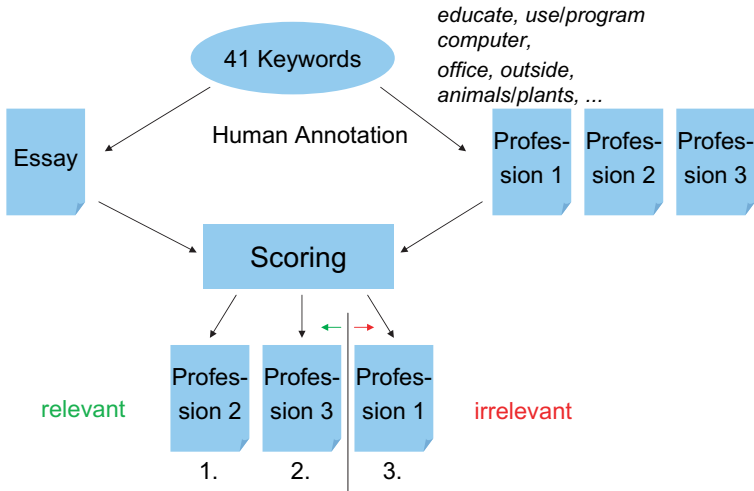 41 Keywords
educate, use/program
computer,
office, outside,
animals/plants, ...
Human Annotation
Essay
Profes-
sion 1
Profes-
sion 2
Profes-
sion 3
Scoring
relevant
Profes-
sion 2
Profes-
sion 3
Profes-
sion 1
irrelevant
1.
2.
3.